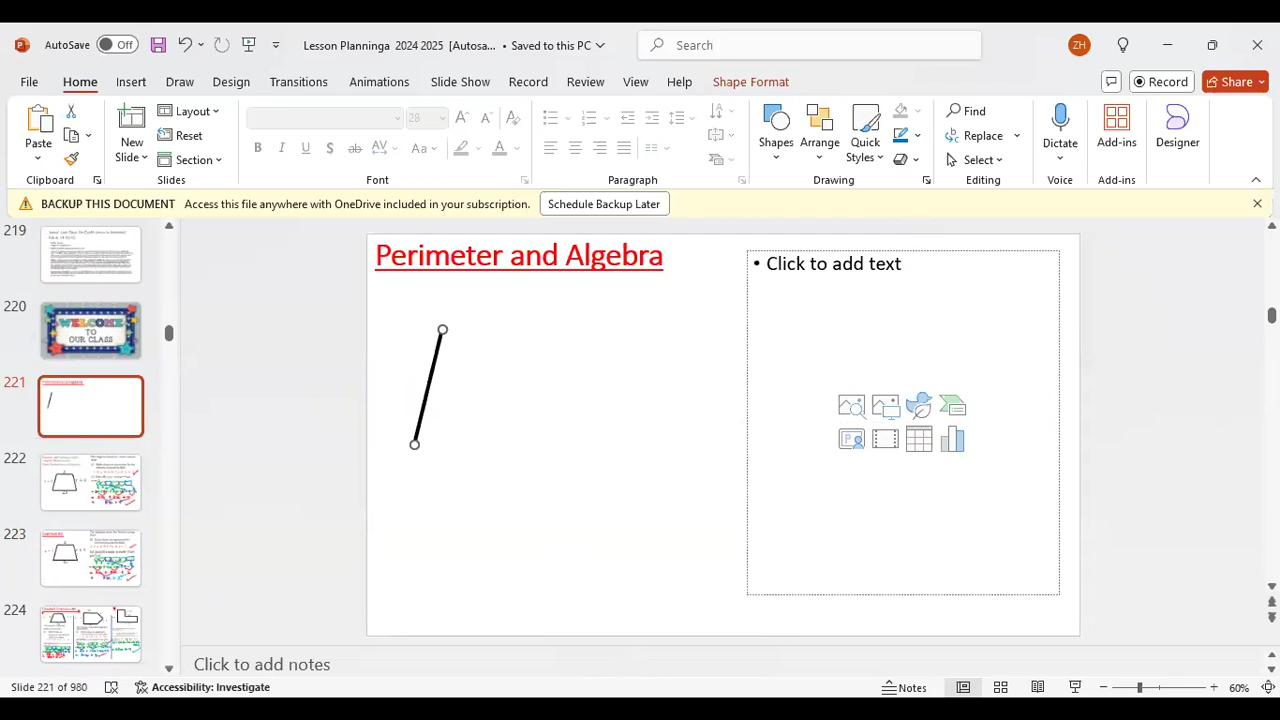 AutoSave Off Lesson Planninga 2024 2025 [Autosa... • Saved to this PC Search ZH
File Home Insert Draw Design Transitions Animations Slide Show Record Review View Help Shape Format Record Share
Paste New Slide Layout Reset Section 28 Shapes Arrange Quick Styles Find Replace Select Dictate Add-ins Designer
Clipboard Slides Font Paragraph Drawing Editing Voice Add-ins
BACKUP THIS DOCUMENT Access this file anywhere with OneDrive included in your subscription. Schedule Backup Later
219
220
WELCOME
TO
OUR CLASS
221
222
223
224
Perimeter and Algebra
• Click to add text
Click to add notes
Slide 221 of 980 Accessibility: Investigate Notes 60%